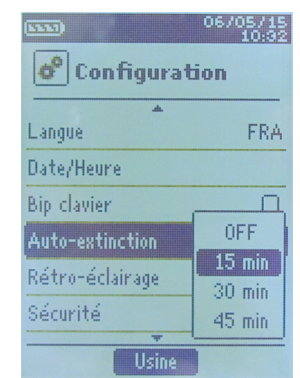 06/05/15
10:32
Configuration
Langue FRA
Date/Heure
Bip clavier
Auto-extinction
Rétro-éclairage
Sécurité
OFF
15 min
30 min
45 min
Usine